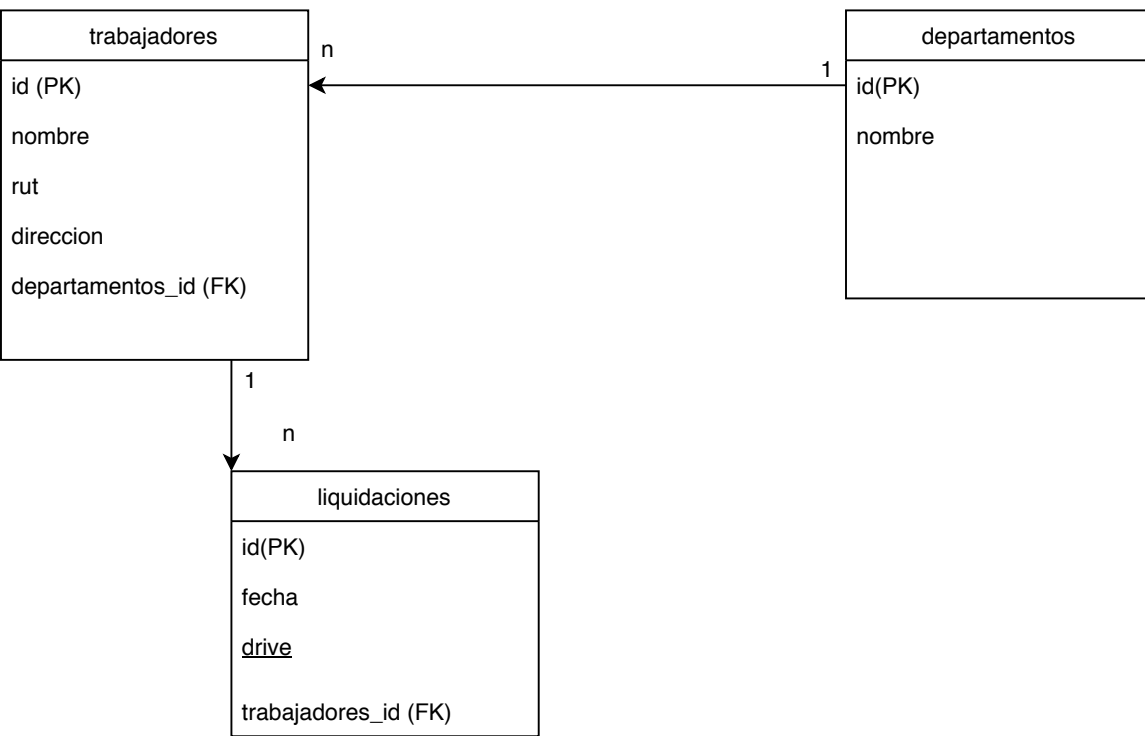 trabajadores
id (PK)
nombre
rut
direccion
departamentos_id (FK)
n
1
departamentos
id(PK)
nombre
1
n
liquidaciones
id(PK)
fecha
drive
trabajadores_id (FK)